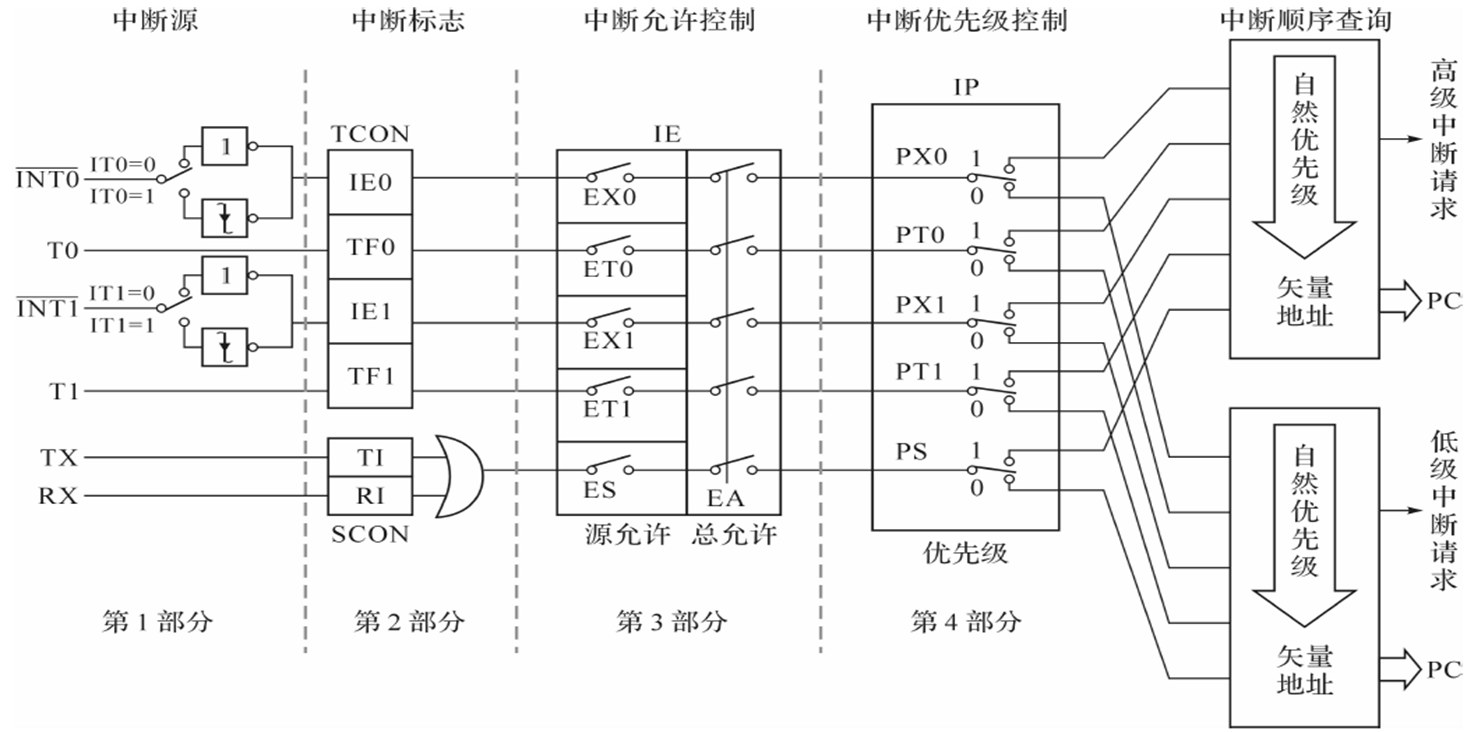 中断源
中断标志
中断允许控制
中断优先级控制
中断顺序查询
TCON
IE
IP
INT0
IT0=0
IT0=1
1
IE0
EX0
PX0
1
0
T0
TF0
ET0
PT0
1
0
INT1
IT1=0
IT1=1
1
IE1
EX1
PX1
1
0
T1
TF1
ET1
PT1
1
0
TX
RX
TI
RI
SCON
ES
EA
PS
1
0
源允许
总允许
优先级
自然优先级
矢量
地址
高级中断请求
PC
自然优先级
矢量
地址
低级中断请求
PC
第1部分
第2部分
第3部分
第4部分